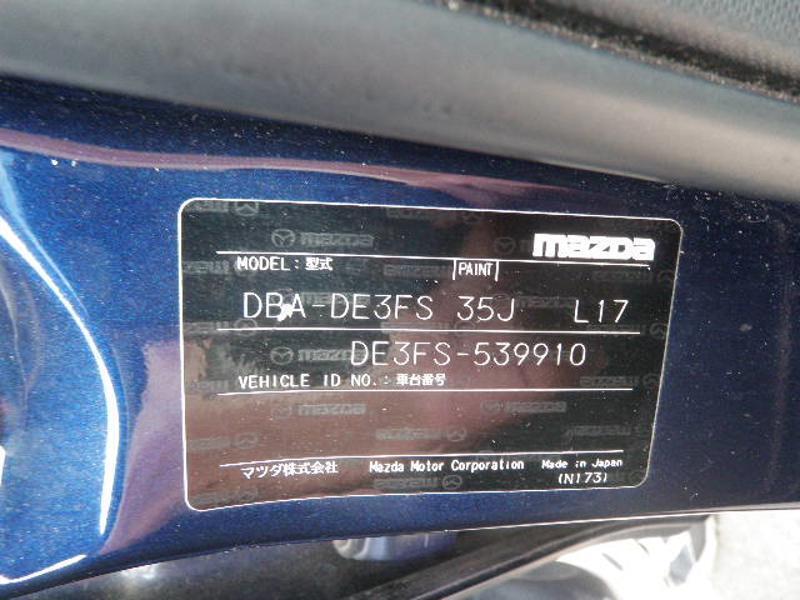 mazda
MODEL: 型式 PAINT
DBA-DE3FS 35J L17
DE3FS-539910
VEHICLE ID NO.: 車台番号
マツダ株式会社 Mazda Motor Corporation Made in Japan
(N173)